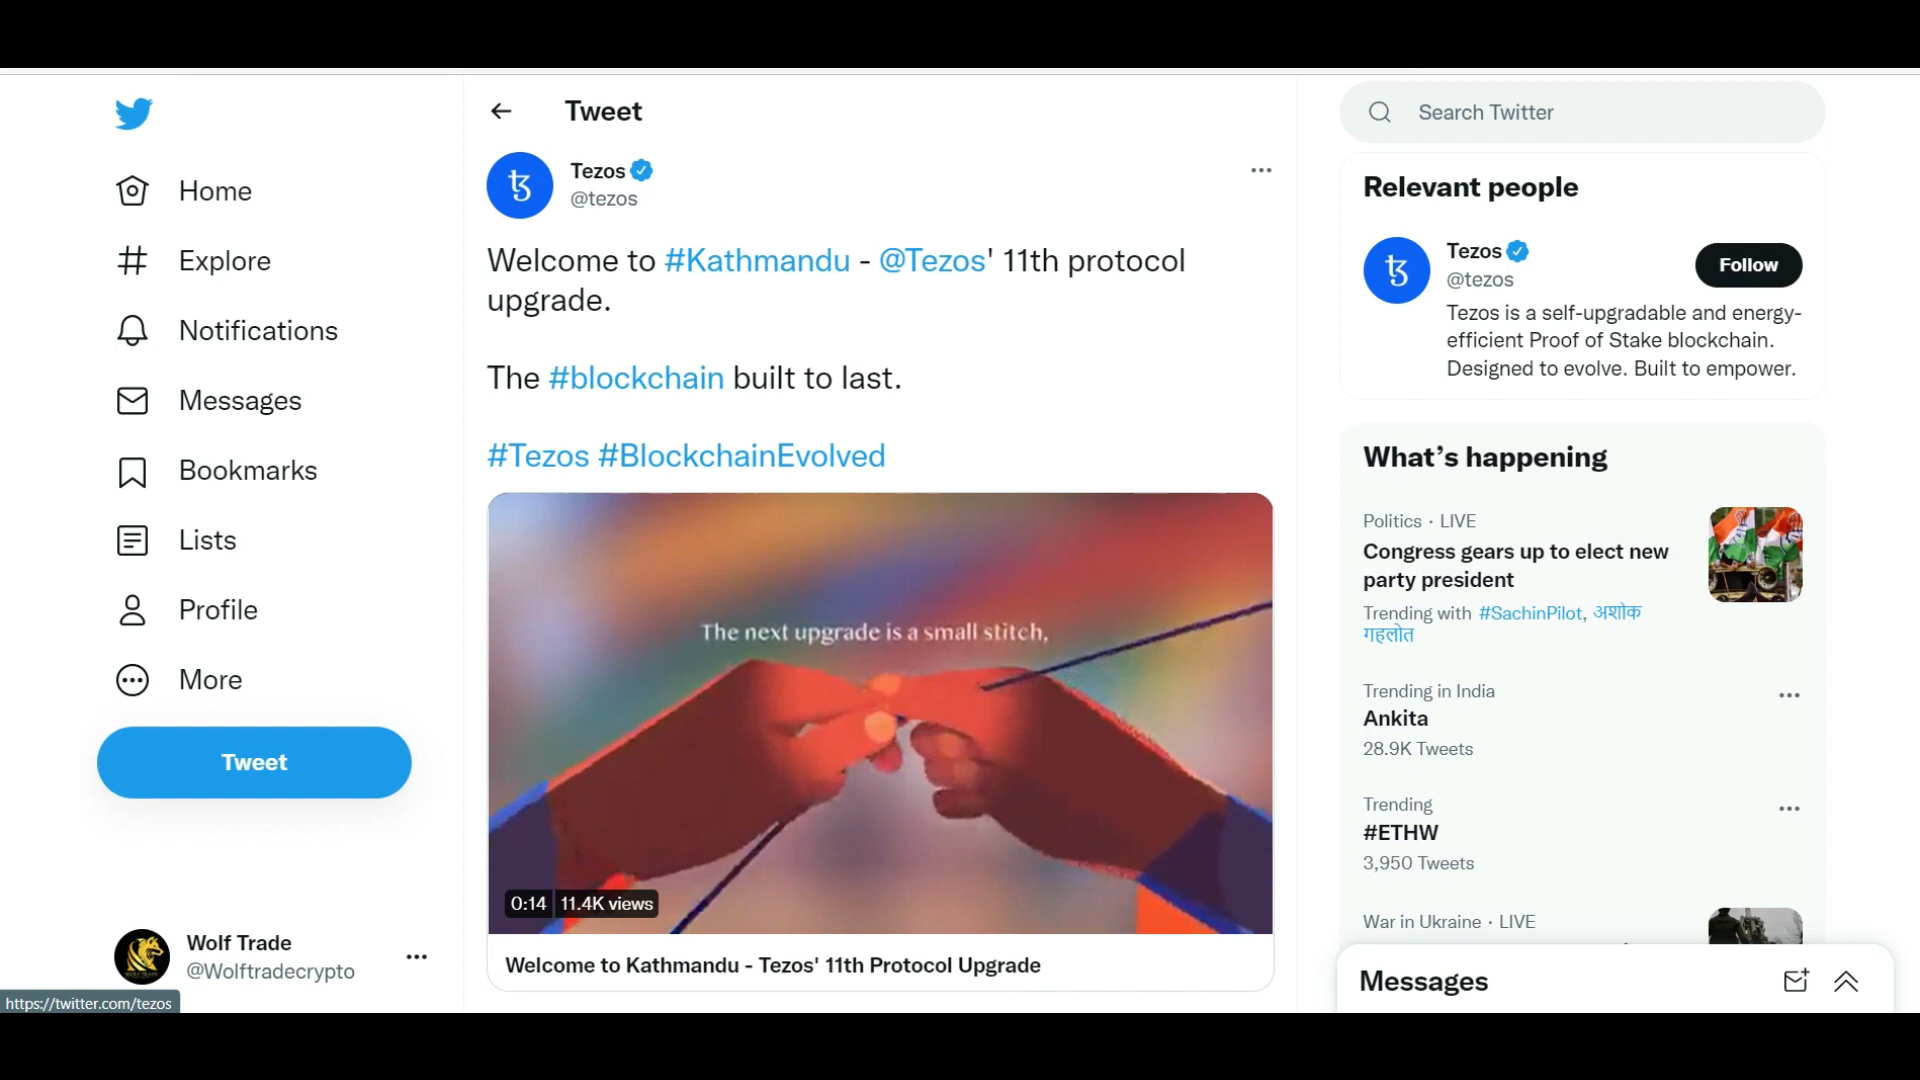 Home
Explore
Notifications
Messages
Bookmarks
Lists
Profile
More
Tweet
Wolf Trade
@Wolftradecrypto
https://twitter.com/tezos
Tweet
Tezos
@tezos
Welcome to #Kathmandu - @Tezos' 11th protocol
upgrade.
The #blockchain built to last.
#Tezos #BlockchainEvolved
The next upgrade is a small stitch,
0:14 11.4K views
Welcome to Kathmandu - Tezos' 11th Protocol Upgrade
Search Twitter
Relevant people
Tezos
@tezos
Follow
Tezos is a self-upgradable and energy-
efficient Proof of Stake blockchain.
Designed to evolve. Built to empower.
What's happening
Politics · LIVE
Congress gears up to elect new
party president
Trending with #SachinPilot, अशोक
गहलोत
Trending in India
Ankita
28.9K Tweets
Trending
#ETHW
3,950 Tweets
War in Ukraine · LIVE
Messages